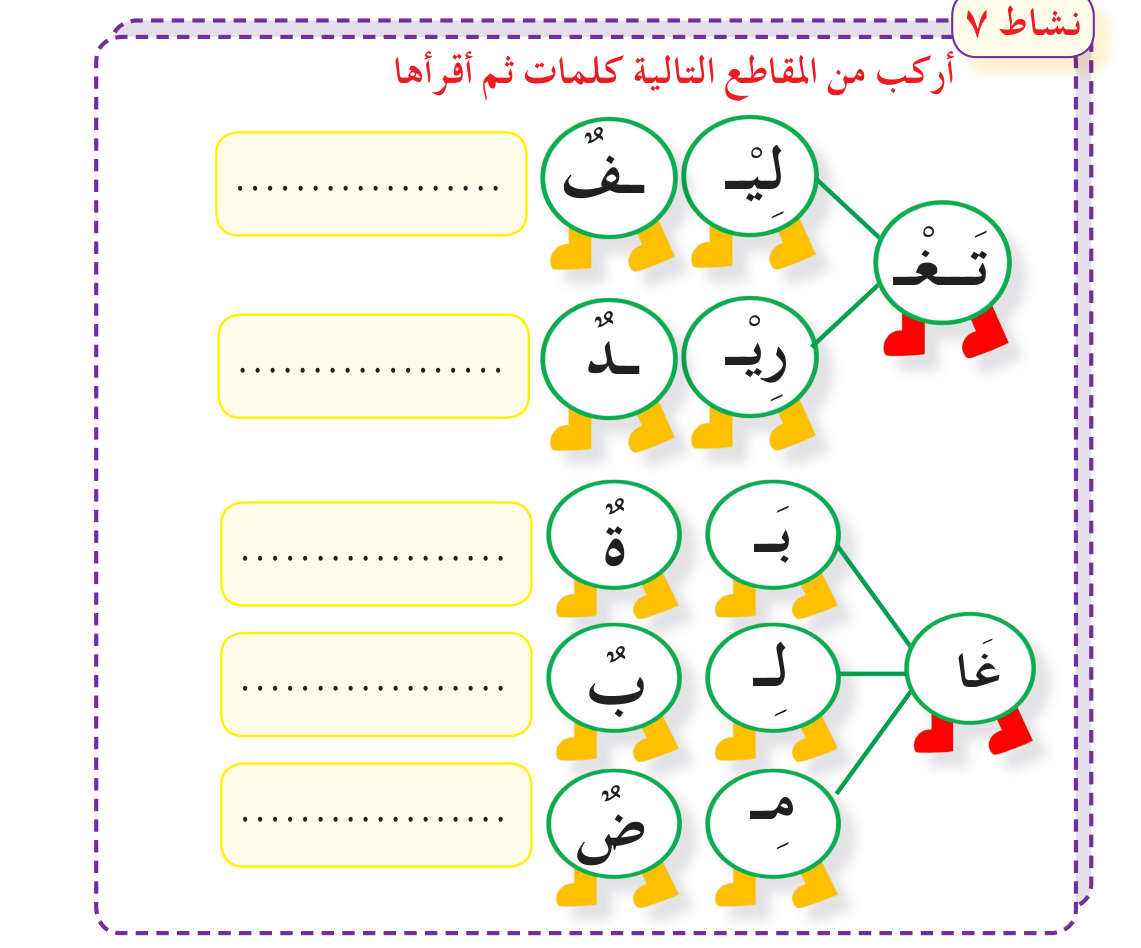 نشاط ٧
أركب من المقاطع التالية كلمات ثم أقرأها
تَـغْـ
لِيْـ ـفٌ ..................
رِيْـ ـدٌ ..................
غَا
بَـ ةٌ ..................
لِـ بٌ ..................
مِـ ضٌ ..................